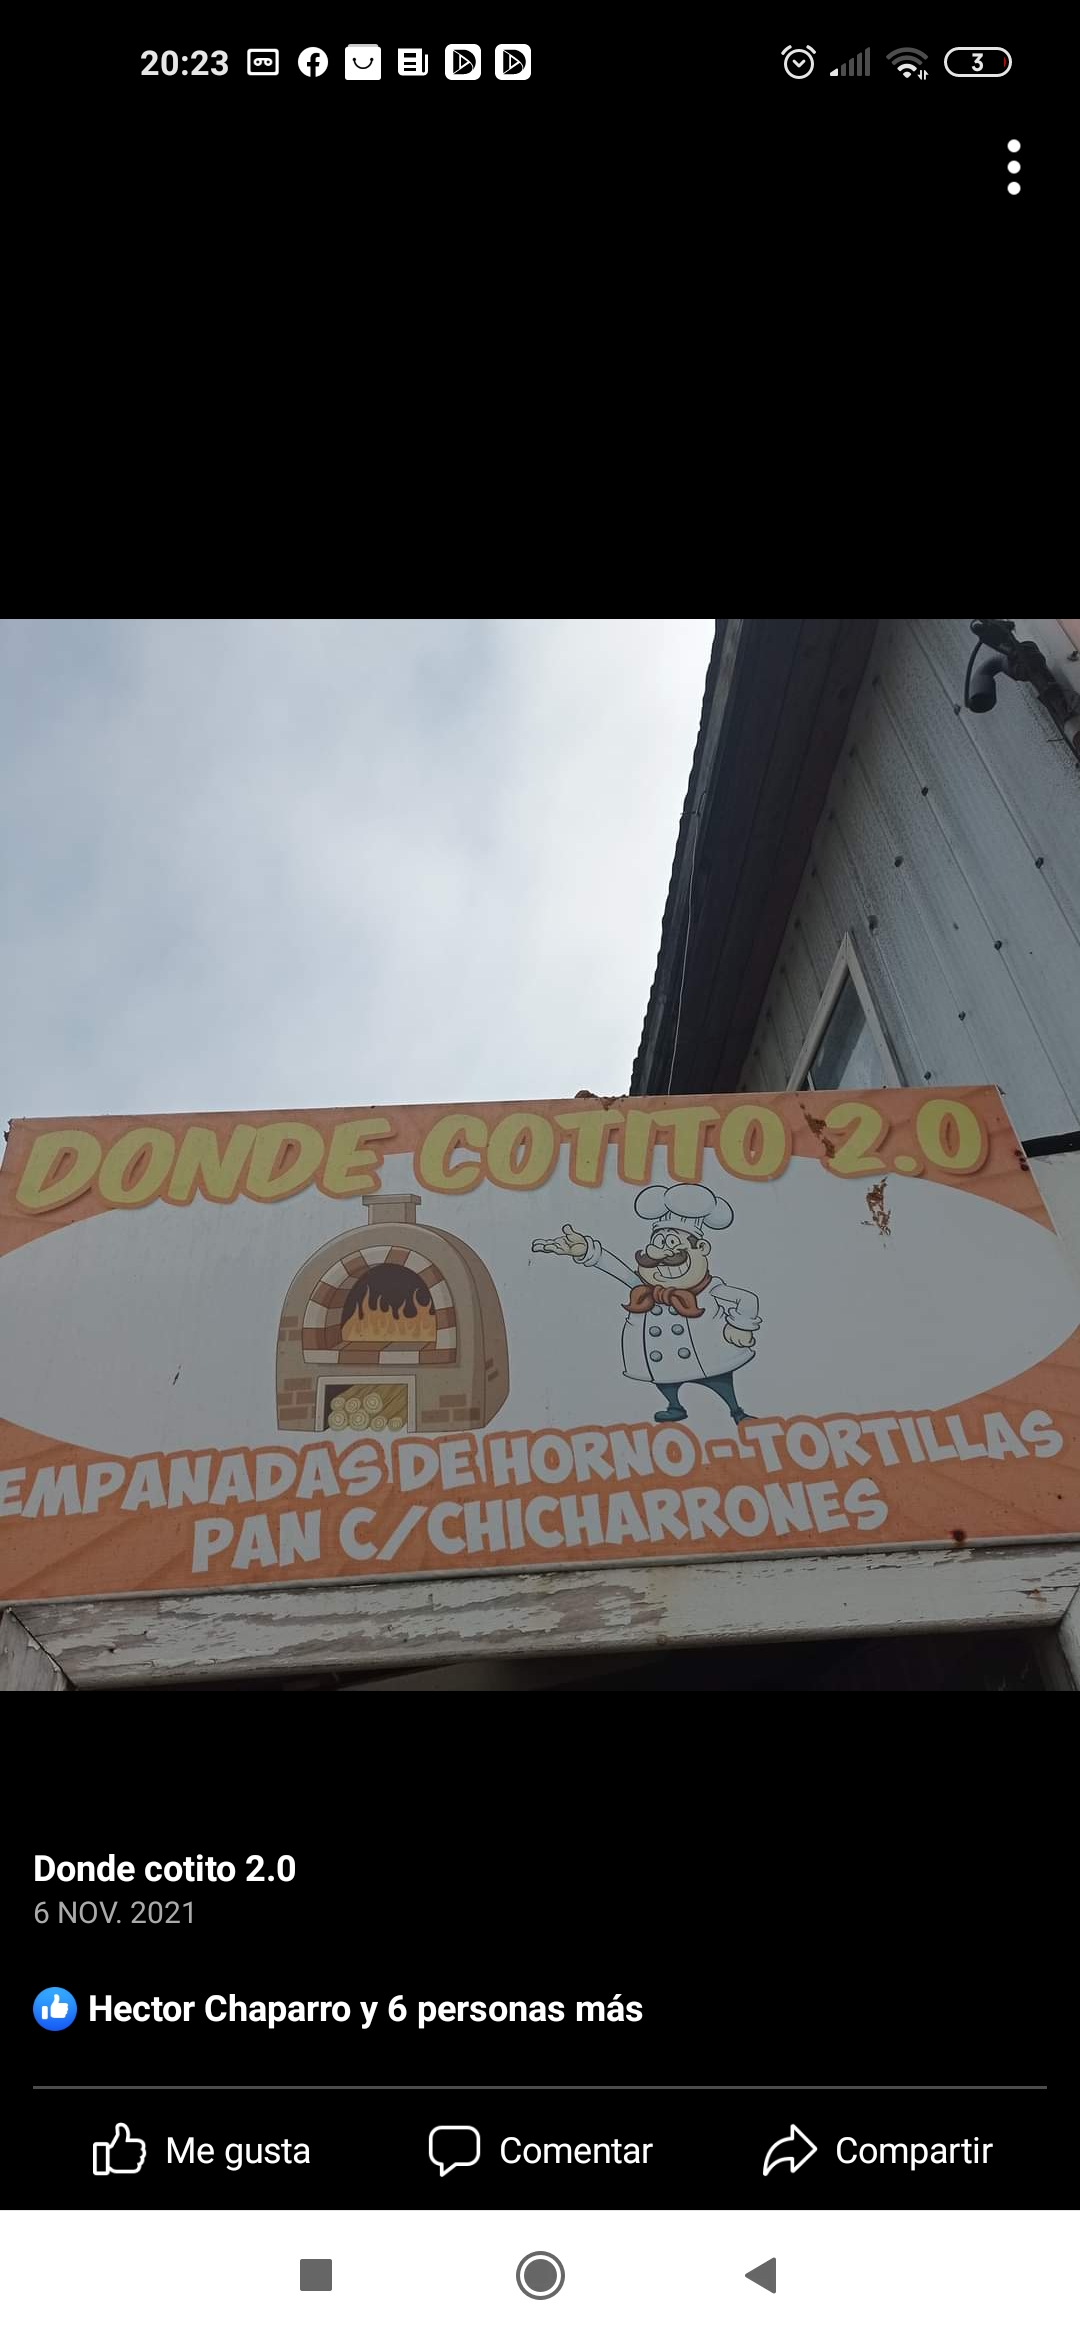 20:23
3
DONDE COTITO 2.0
EMPANADAS DE HORNO - TORTILLAS
PAN C/CHICHARRONES
Donde cotito 2.0
6 NOV. 2021
Hector Chaparro y 6 personas más
Me gusta Comentar Compartir